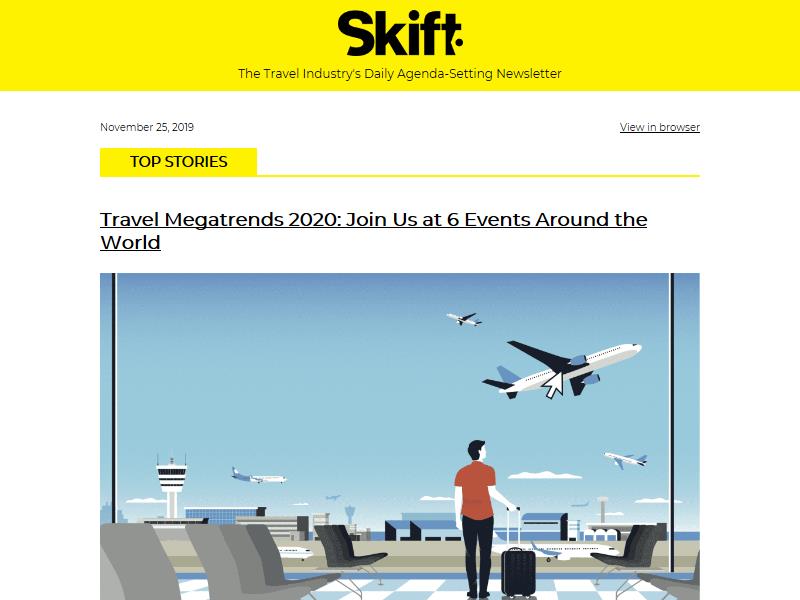 Skift
The Travel Industry's Daily Agenda-Setting Newsletter
November 25, 2019
View in browser
TOP STORIES
Travel Megatrends 2020: Join Us at 6 Events Around the
World